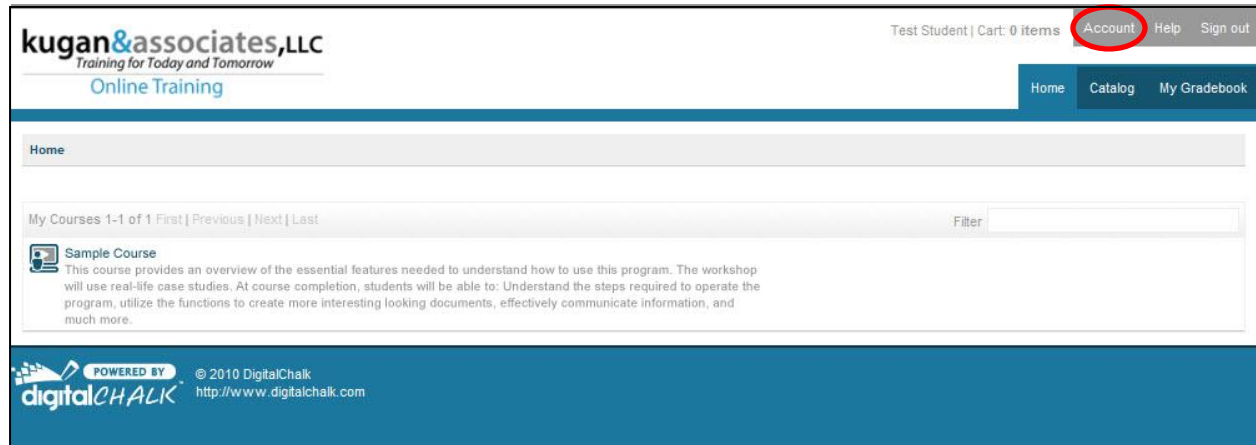 kugan&associates,LLC
Training for Today and Tomorrow
Online Training
Test Student | Cart: 0 items Account Help Sign out
Home Catalog My Gradebook
Home
My Courses 1-1 of 1 First | Previous | Next | Last Filter
Sample Course
This course provides an overview of the essential features needed to understand how to use this program. The workshop
will use real-life case studies. At course completion, students will be able to: Understand the steps required to operate the
program, utilize the functions to create more interesting looking documents, effectively communicate information, and
much more.
POWERED BY
digitalCHALK
© 2010 DigitalChalk
http://www.digitalchalk.com